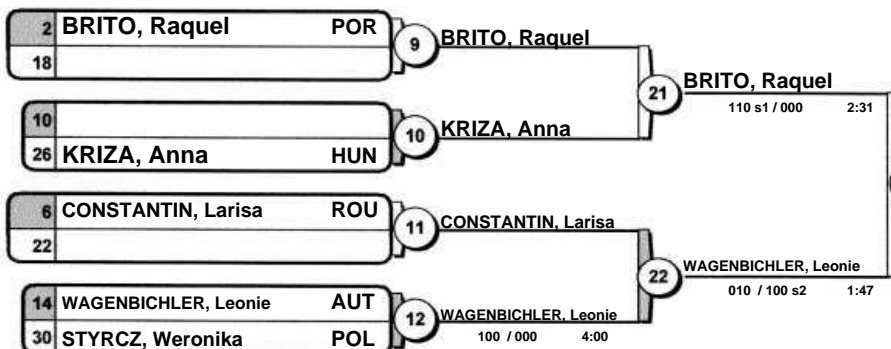 2 BRITO, Raquel POR
18
9 BRITO, Raquel
10
26 KRIZA, Anna HUN
10 KRIZA, Anna
21 BRITO, Raquel
110 s1 / 000 2:31
6 CONSTANTIN, Larisa ROU
22
11 CONSTANTIN, Larisa
14 WAGENBICHLER, Leonie AUT
30 STYRCZ, Weronika POL
12 WAGENBICHLER, Leonie
100 / 000 4:00
22 WAGENBICHLER, Leonie
010 / 100 s2 1:47